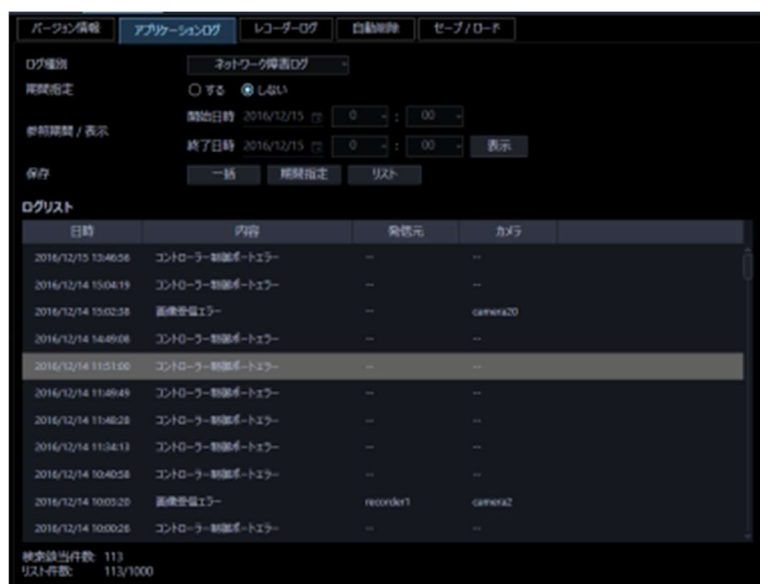 バージョン情報 アプリケーションログ レコーダーログ 自動削除 セーブ/ロード
ログ種別 ネットワーク障害ログ
期間指定 する しない
開始日時 2016/12/15 0 : 00
参照期間 / 表示
終了日時 2016/12/15 0 : 00 表示
保存 一括 期間指定 リスト
ログリスト
日時 内容 発信元 カメラ
2016/12/15 13:46:56 コントローラー制御ポートエラー -- --
2016/12/14 15:04:19 コントローラー制御ポートエラー -- --
2016/12/14 15:02:38 画像受信エラー -- camera20
2016/12/14 14:49:08 コントローラー制御ポートエラー -- --
2016/12/14 11:51:00 コントローラー制御ポートエラー -- --
2016/12/14 11:49:49 コントローラー制御ポートエラー -- --
2016/12/14 11:48:28 コントローラー制御ポートエラー -- --
2016/12/14 11:34:13 コントローラー制御ポートエラー -- --
2016/12/14 10:40:58 コントローラー制御ポートエラー -- --
2016/12/14 10:03:20 画像受信エラー recorder1 camera2
2016/12/14 10:00:26 コントローラー制御ポートエラー -- --
検索該当件数: 113
リスト件数: 113/1000